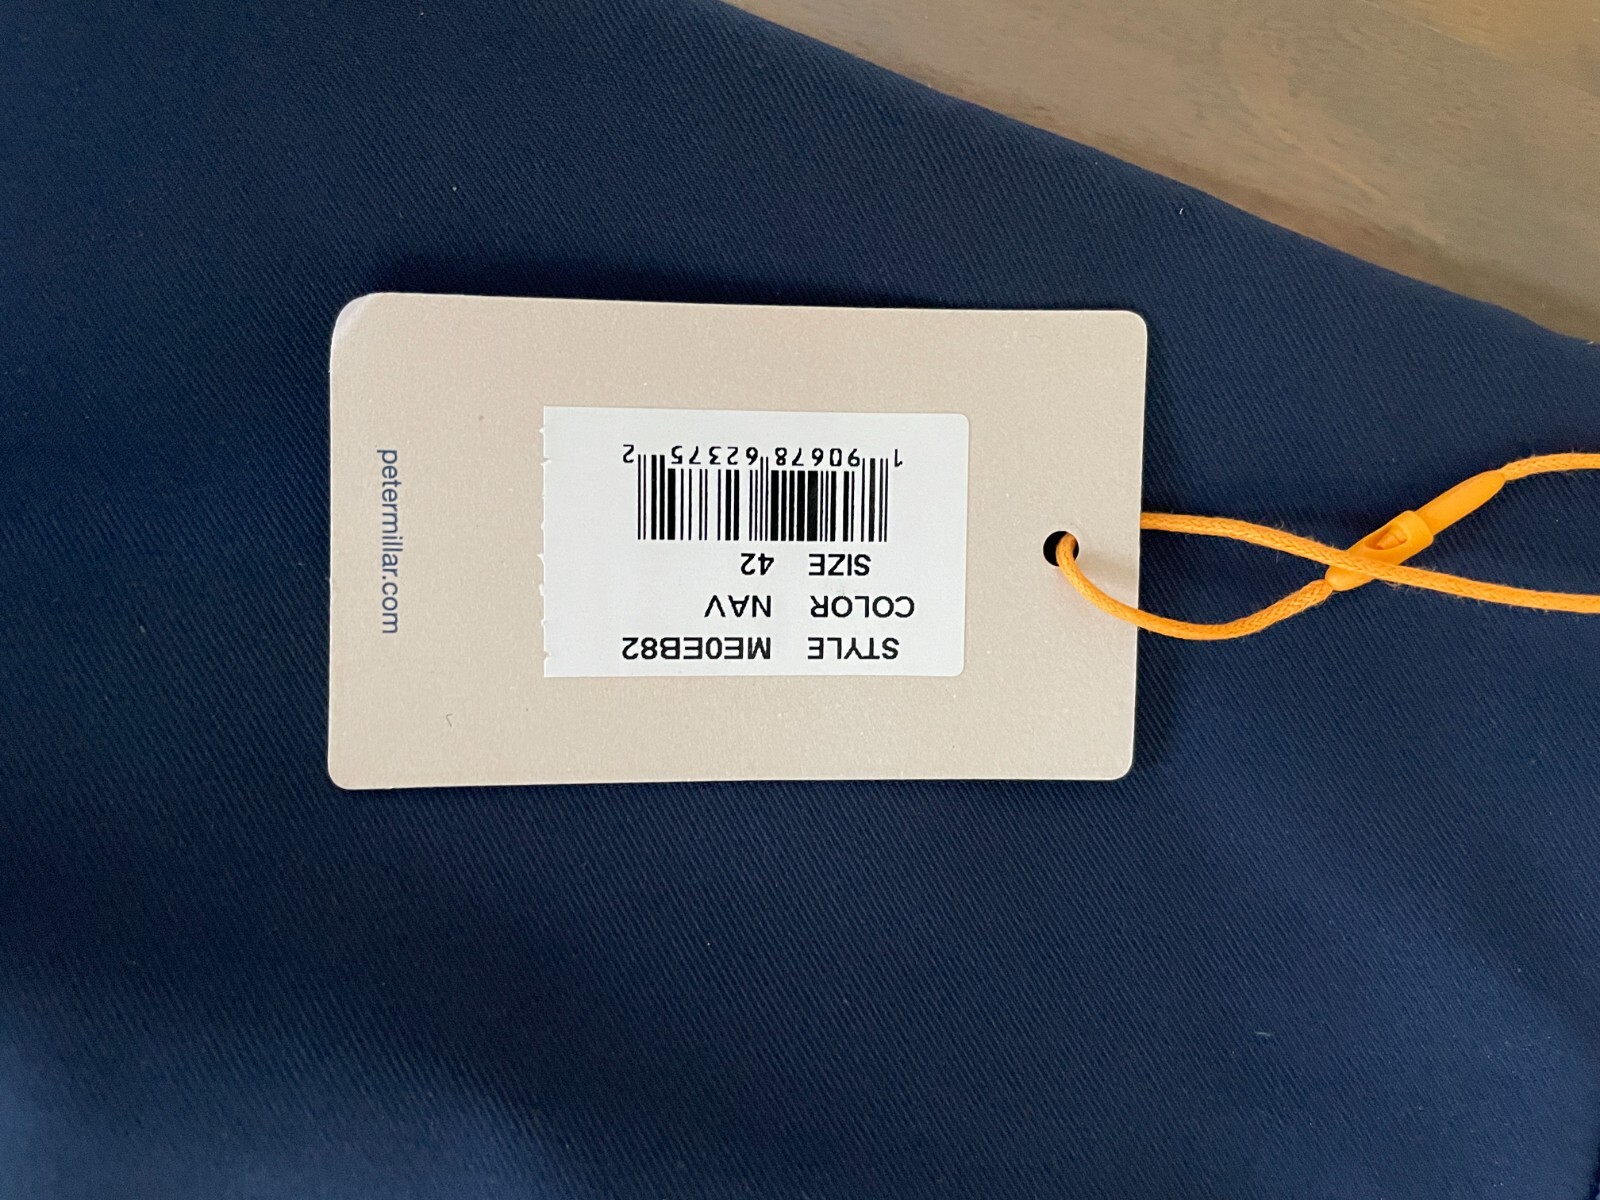 STYLE ME0EB82
COLOR NAV
SIZE 42
1 90678 62375 2
petermillar.com